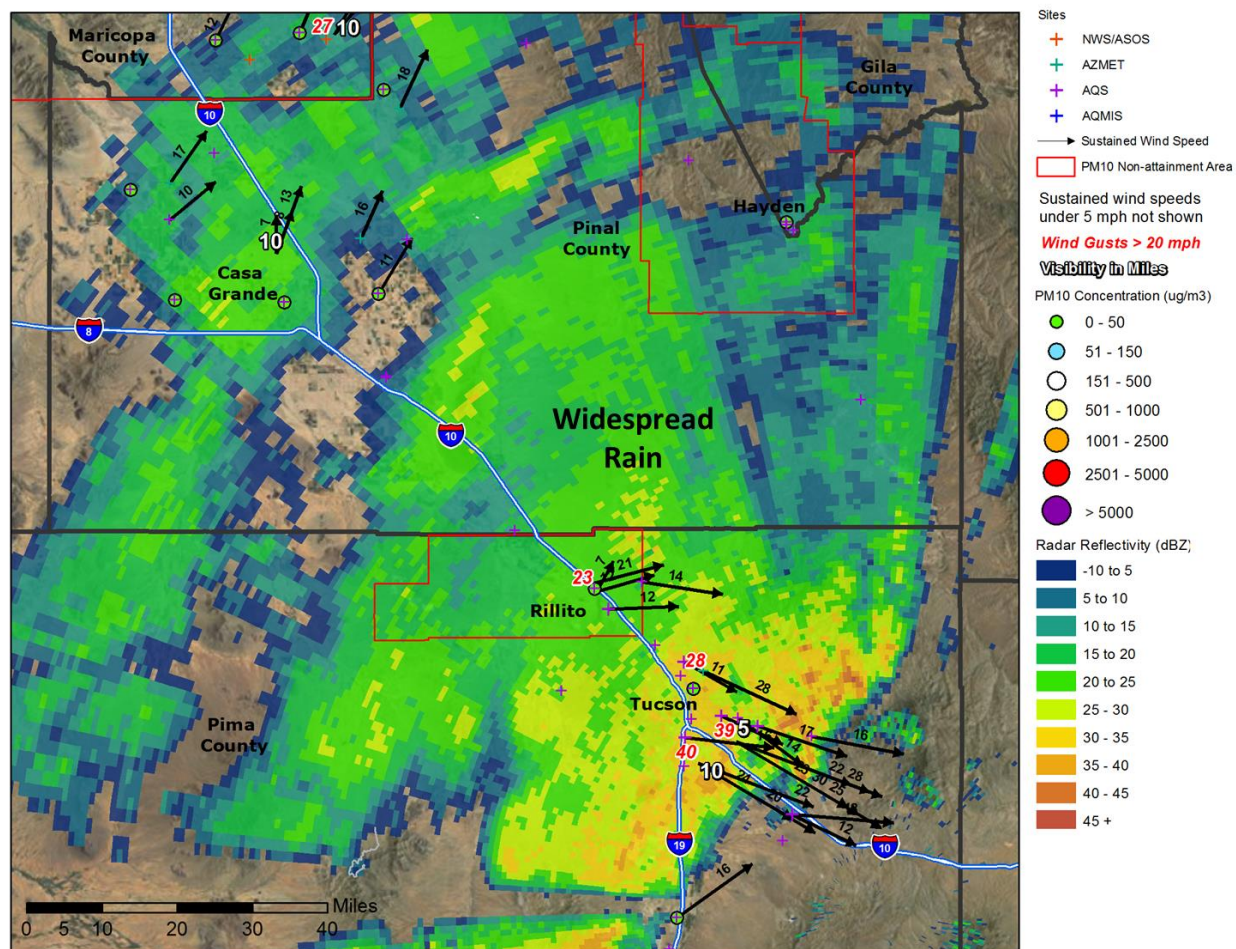 Maricopa
County
12
27
10
18
Gila
County
10
17
10
13
7
8
10
16
11
Hayden
Pinal
County
Casa
Grande
8
10
Widespread
Rain
7
21
23
14
Rillito
12
28
11
28
Tucson
39
5
17
16
14
40
Pima
County
10
22
28
30
25
22
12
19
10
16
Miles
0 5 10 20 30 40
Sites
NWS/ASOS
AZMET
AQS
AQMIS
Sustained Wind Speed
PM10 Non-attainment Area
Sustained wind speeds
under 5 mph not shown
Wind Gusts > 20 mph
Visibility in Miles
PM10 Concentration (ug/m3)
0 - 50
51 - 150
151 - 500
501 - 1000
1001 - 2500
2501 - 5000
> 5000
Radar Reflectivity (dBZ)
-10 to 5
5 to 10
10 to 15
15 to 20
20 to 25
25 - 30
30 - 35
35 - 40
40 - 45
45 +